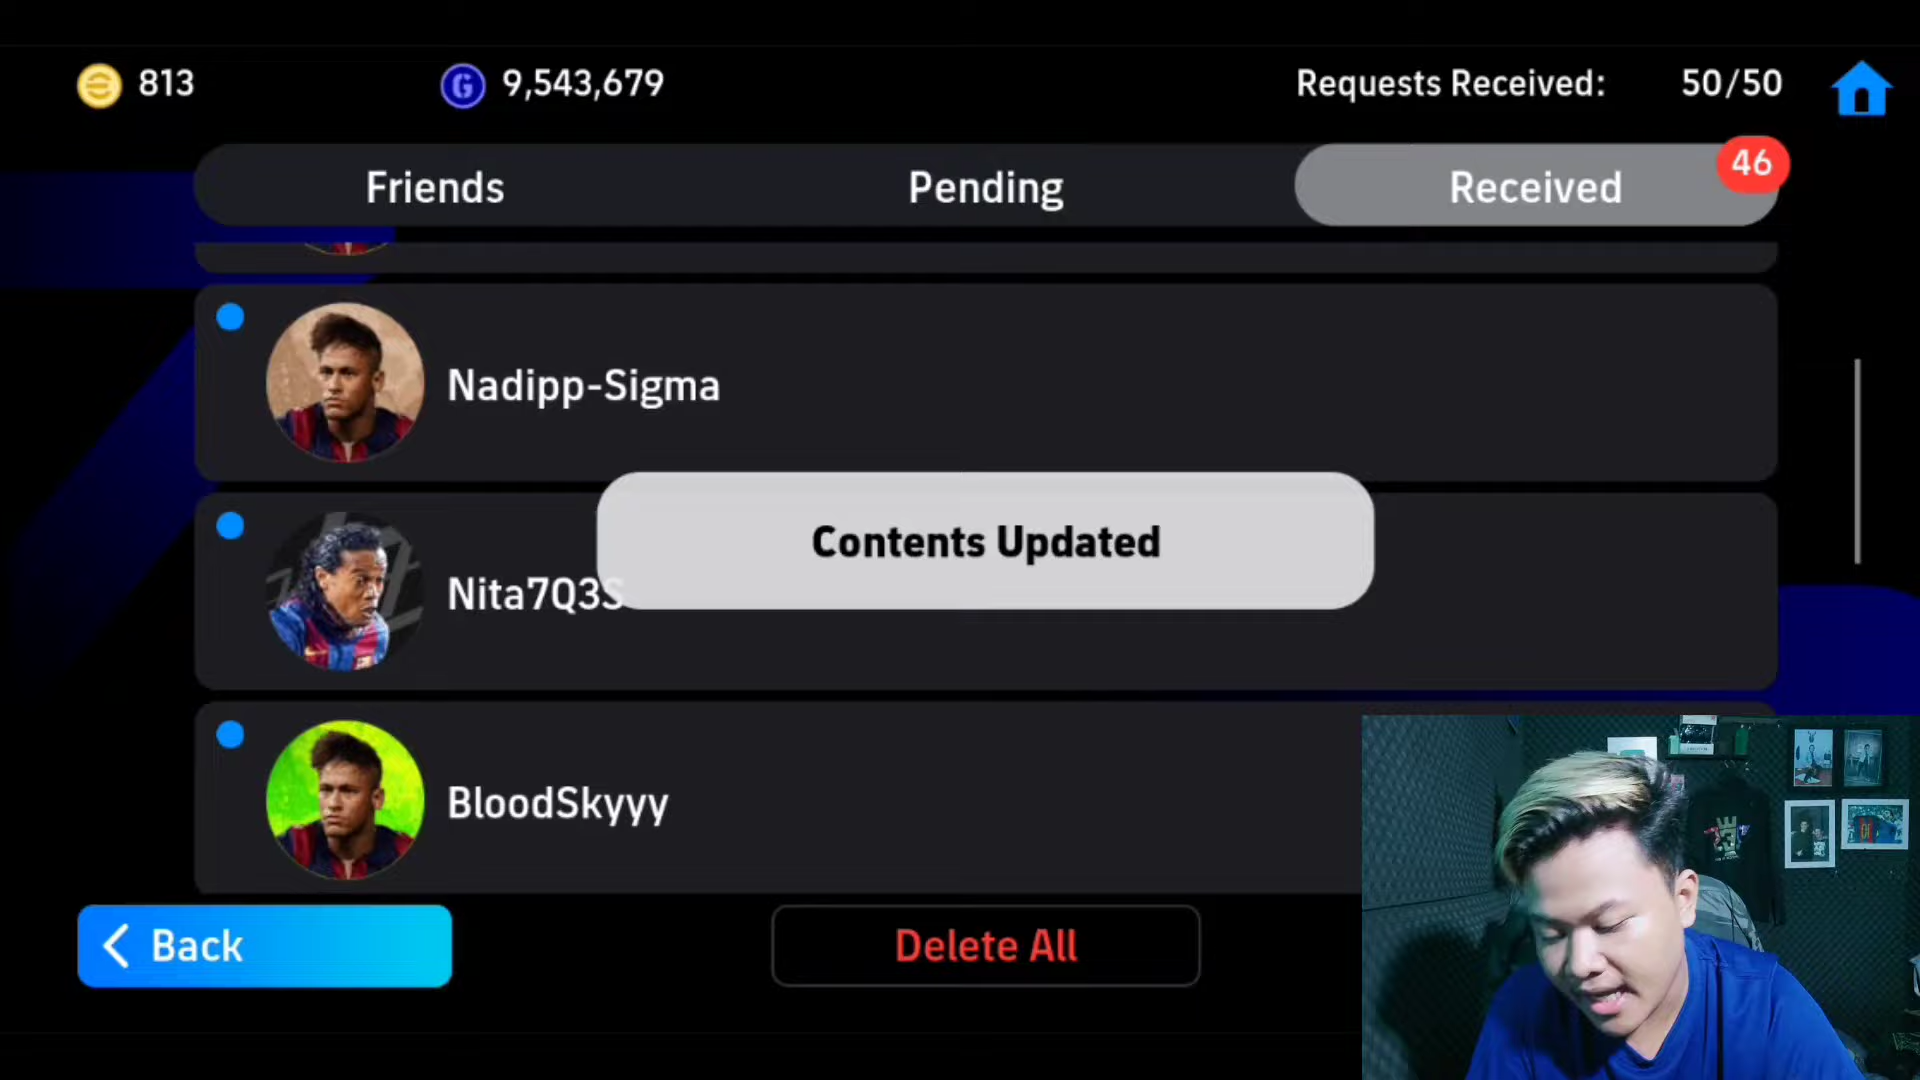 813
9,543,679
Requests Received: 50/50
Friends
Pending
Received
46
Nadipp-Sigma
Contents Updated
Nita7Q3S
BloodSkyyy
Back
Delete All